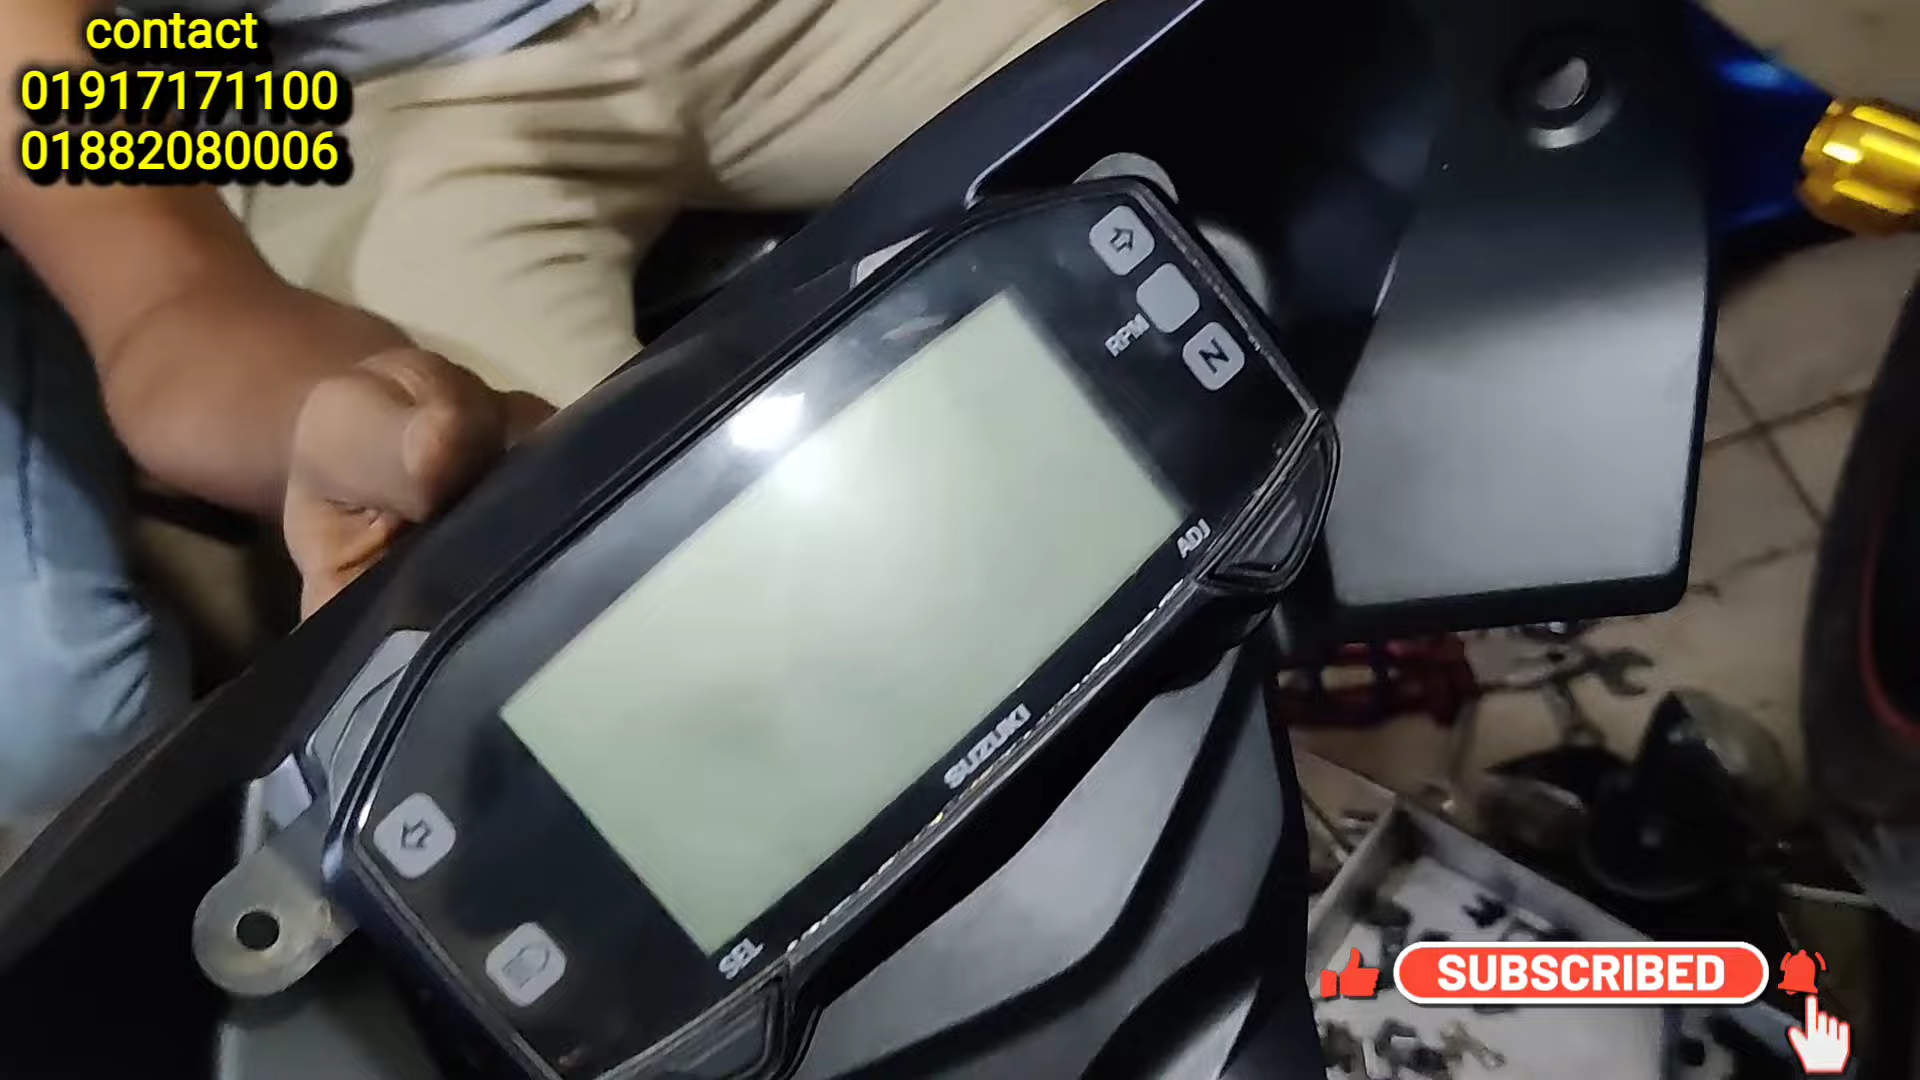 contact
01917171100
01882080006
RPM
N
ADJ
SUZUKI
SEL
SUBSCRIBED